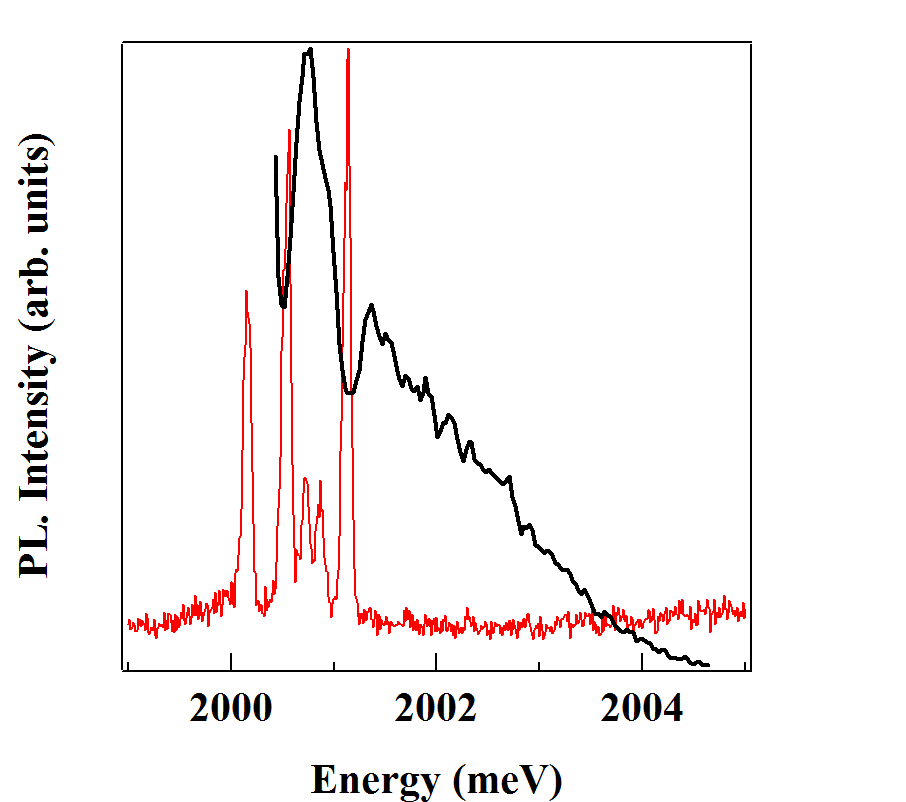 PL. Intensity (arb. units)
2000 2002 2004
Energy (meV)